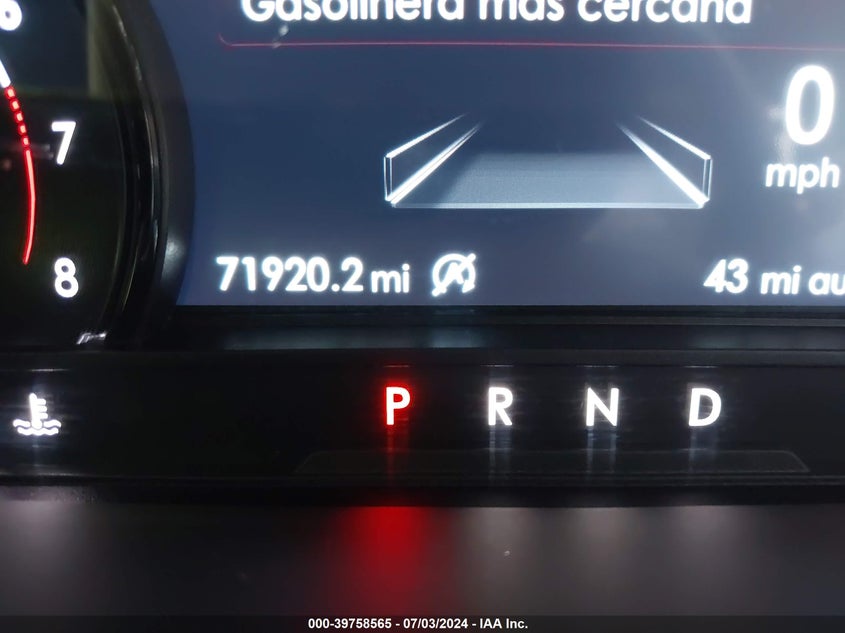 Gasolinera más cercana
6
7
8
0
mph
71920.2 mi
43 mi au
P R N D
000-39758565 - 07/03/2024 - IAA Inc.